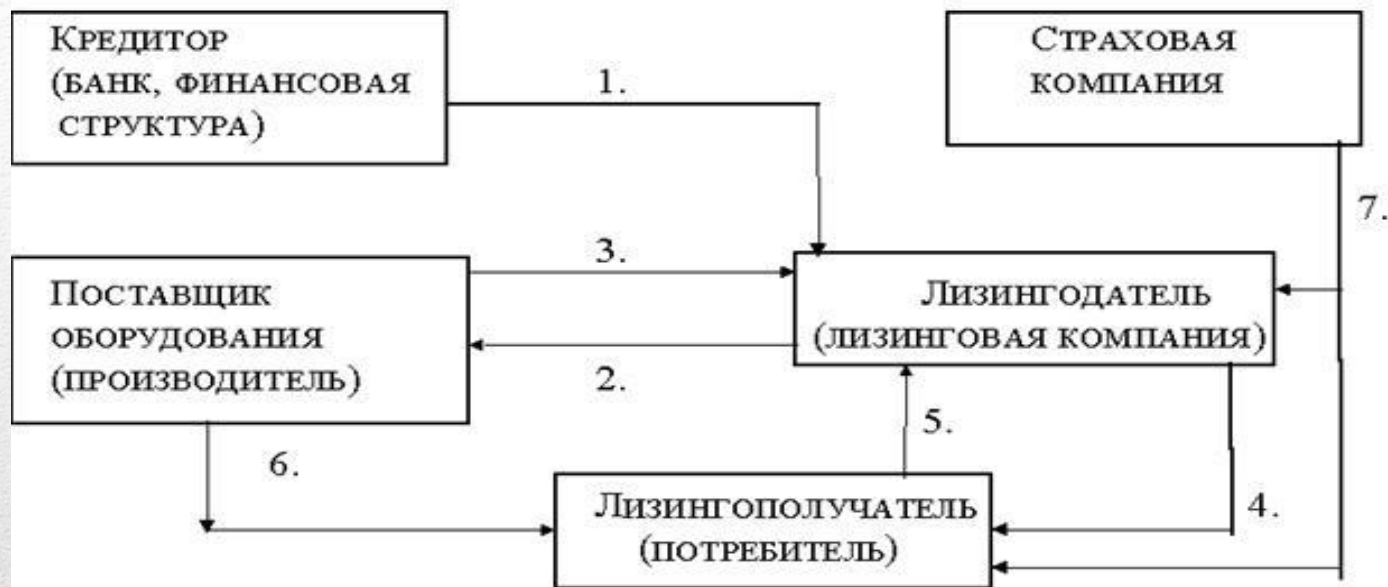 Кредитор
(банк, финансовая
структура)
Страховая
компания
1.
7.
3.
Поставщик
оборудования
(производитель)
Лизингодатель
(лизинговая компания)
2.
5.
6.
4.
Лизингополучатель
(потребитель)